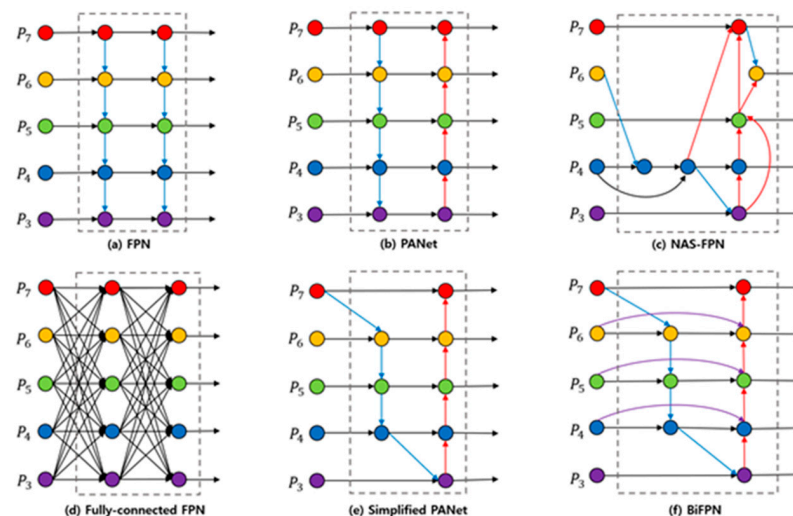 P7
P6
P5
P4
P3
(a) FPN
P7
P6
P5
P4
P3
(b) PANet
P7
P6
P5
P4
P3
(c) NAS-FPN
P7
P6
P5
P4
P3
(d) Fully-connected FPN
P7
P6
P5
P4
P3
(e) Simplified PANet
P7
P6
P5
P4
P3
(f) BiFPN